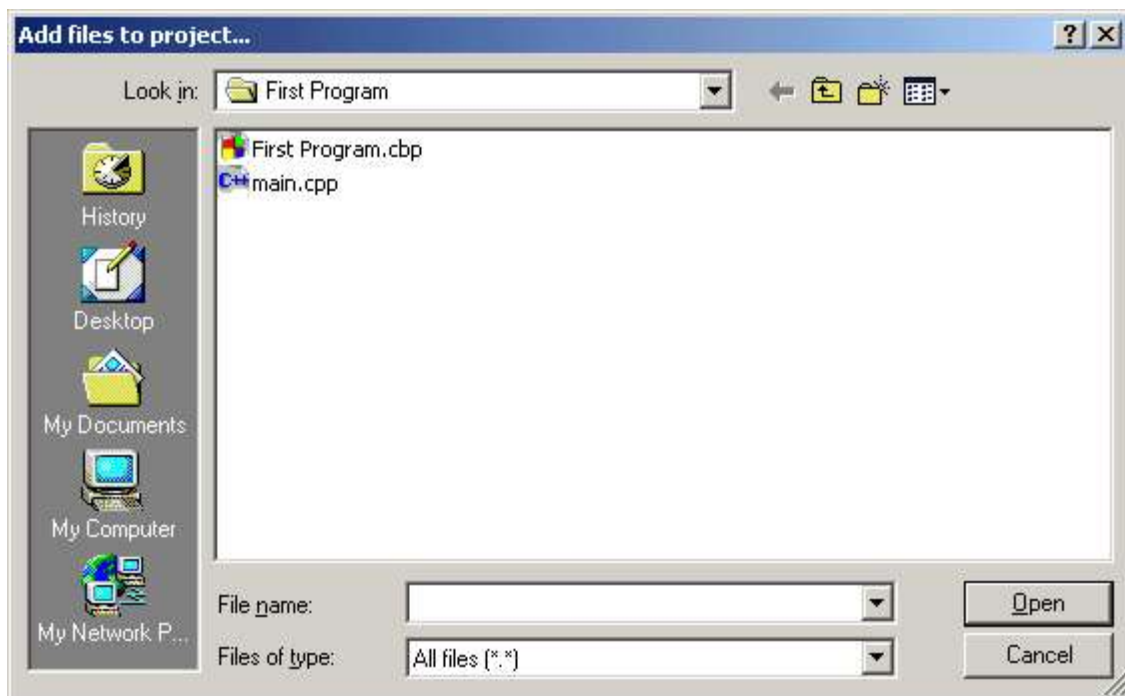 Add files to project...
Look in: First Program
First Program.cbp
C++ main.cpp
History
Desktop
My Documents
My Computer
My Network P...
File name:
Open
Files of type: All files (*.*)
Cancel